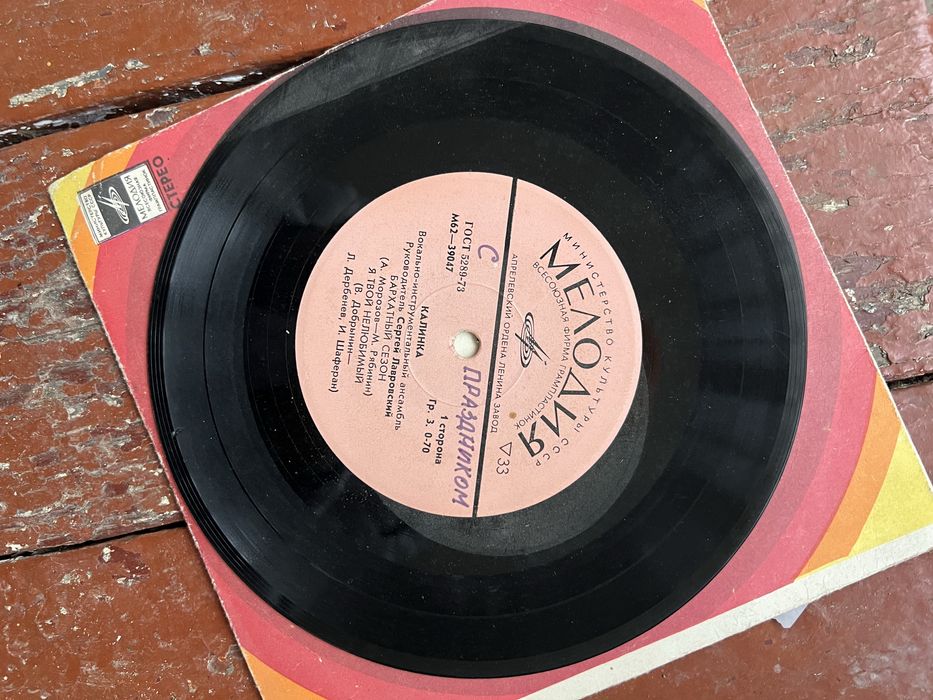 МИНИСТЕРСТВО КУЛЬТУРЫ СССР
МЕЛОДИЯ
ВСЕСОЮЗНАЯ ФИРМА ГРАМПЛАСТИНОК
▽ 33
АПРЕЛЕВСКИЙ ОРДЕНА ЛЕНИНА ЗАВОД
С ПРАЗДНИКОМ
ГОСТ 5289-73
М62—39047
1 сторона
Гр. 3. 0-70
КАЛИНКА
Вокально-инструментальный ансамбль
Руководитель Сергей Лавровский
БАРХАТНЫЙ СЕЗОН
(А. Морозов—М. Рябинин)
Я ТВОЙ НЕЛЮБИМЫЙ
(В. Добрынин—
Л. Дербенев, И. Шаферан)
СТЕРЕО
МЕЛОДИЯ